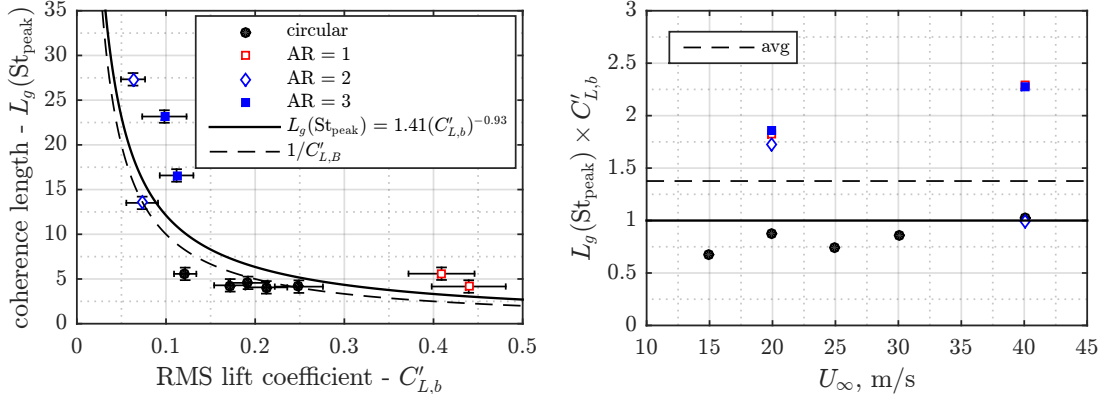 35
30
25
20
15
10
5
0
coherence length - L_g(St_peak)
circular
AR = 1
AR = 2
AR = 3
L_g(St_peak) = 1.41(C'_{L,b})^{-0.93}
1/C'_{L,B}
0
0.1
0.2
0.3
0.4
0.5
RMS lift coefficient - C'_{L,b}
3
2.5
2
1.5
1
0.5
0
L_g(St_peak) × C'_{L,b}
avg
10
15
20
25
30
35
40
45
U_∞, m/s